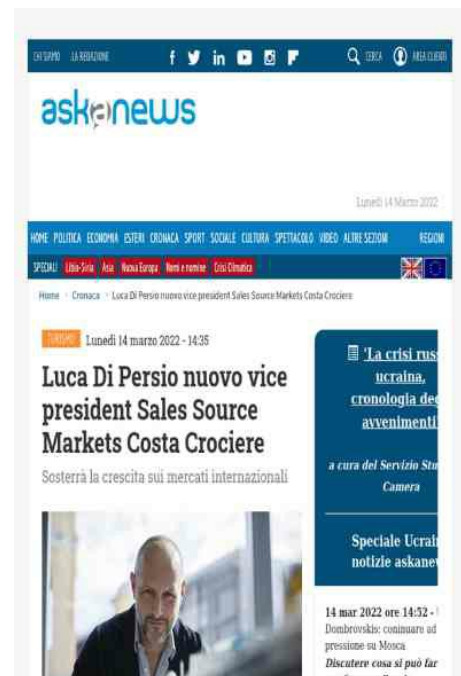 CHI SIAMO LA REDAZIONE CERCA AREA CLIENTI
askanews
Lunedì 14 Marzo 2022
HOME POLITICA ECONOMIA ESTERI CRONACA SPORT SOCIALE CULTURA SPETTACOLO VIDEO ALTRE SEZIONI REGIONI
SPECIALI Libia-Siria Asia Nuova Europa Nomi e nomine Crisi Climatica
Home Cronaca Luca Di Persio nuovo vice president Sales Source Markets Costa Crociere
TURISMO Lunedì 14 marzo 2022 - 14:35
Luca Di Persio nuovo vice
president Sales Source
Markets Costa Crociere
Sosterrà la crescita sui mercati internazionali
'La crisi rus
ucraina,
cronologia deg
avvenimenti
a cura del Servizio Stu
Camera
Speciale Ucrai
notizie askanew
14 mar 2022 ore 14:52 -
Dombrovskis: coninuare ad
pressione su Mosca
Discutere cosa si può far